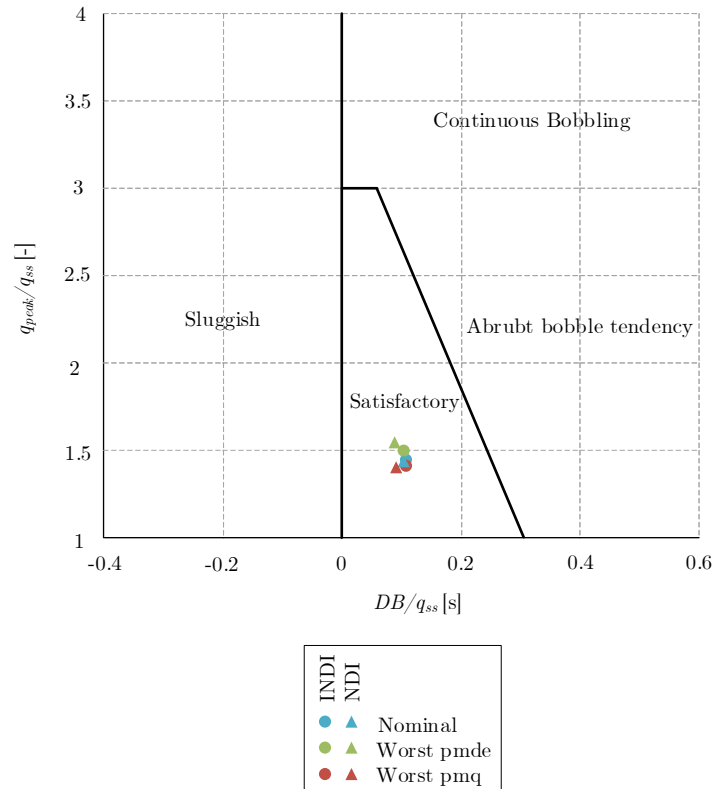 4
3.5
Continuous Bobbling
3
q_peak/q_ss [-]
2.5
Sluggish
Abrubt bobble tendency
2
Satisfactory
1.5
1
-0.4 -0.2 0 0.2 0.4 0.6
DB/q_ss [s]
INDI NDI
Nominal
Worst pmde
Worst pmq